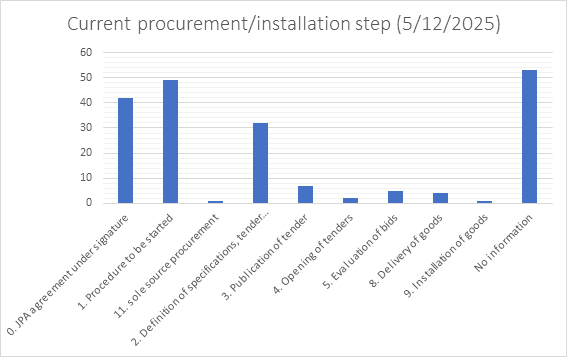 Current procurement/installation step (5/12/2025)
60
50
40
30
20
10
0
0. JPA agreement under signature
1. Procedure to be started
11. sole source procurement
2. Definition of specifications, tender...
3. Publication of tender
4. Opening of tenders
5. Evaluation of bids
8. Delivery of goods
9. Installation of goods
No information